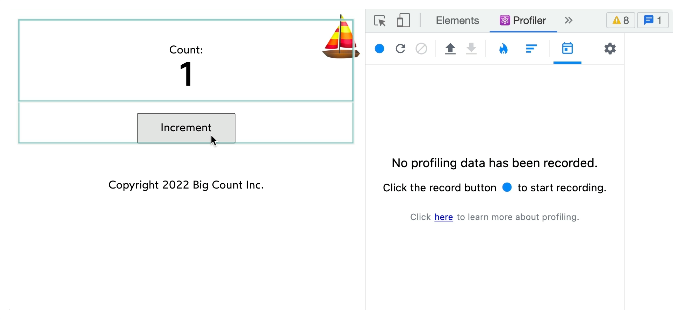 Count:
1
Increment
Copyright 2022 Big Count Inc.
Elements
Profiler
8
1
No profiling data has been recorded.
Click the record button to start recording.
Click here to learn more about profiling.